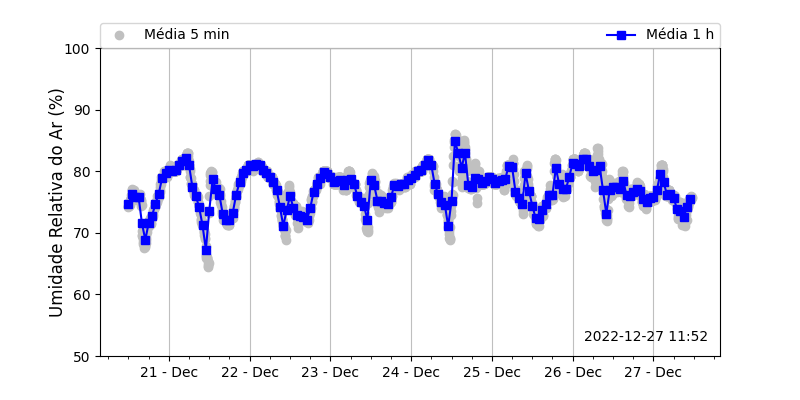 Média 5 min
Média 1 h
Umidade Relativa do Ar (%)
100
90
80
70
60
50
2022-12-27 11:52
21 - Dec
22 - Dec
23 - Dec
24 - Dec
25 - Dec
26 - Dec
27 - Dec